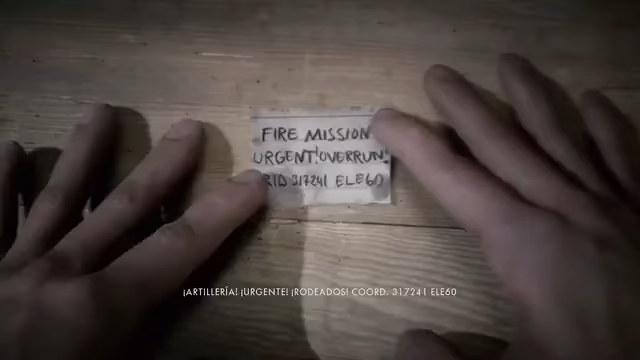 FIRE MISSION
URGENT! OVERRUN!
RID 317241 ELE60
¡ARTILLERÍA! ¡URGENTE! ¡RODEADOS! COORD. 317241 ELE60